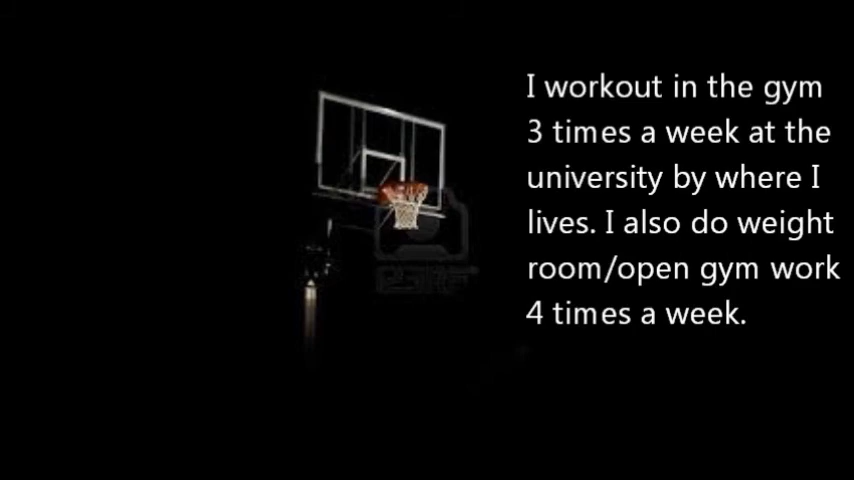 I workout in the gym
3 times a week at the
university by where I
lives. I also do weight
room/open gym work
4 times a week.